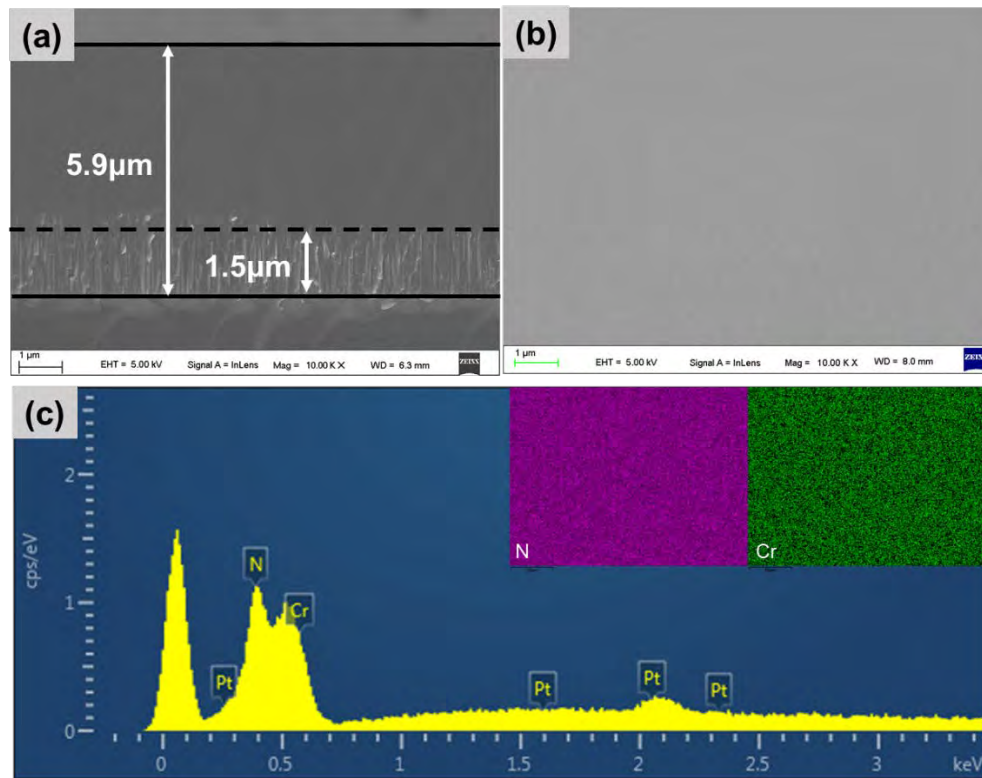 (a)
5.9µm
1.5µm
1 µm
EHT = 5.00 kV Signal A = InLens Mag = 10.00 K X WD = 6.3 mm
ZEISS
(b)
1 µm
EHT = 5.00 kV Signal A = InLens Mag = 10.00 K X WD = 8.0 mm
ZEISS
(c)
N
Cr
cps/eV
2
1
0
Pt
N
Cr
Pt
Pt
Pt
0 0.5 1 1.5 2 2.5 3 keV